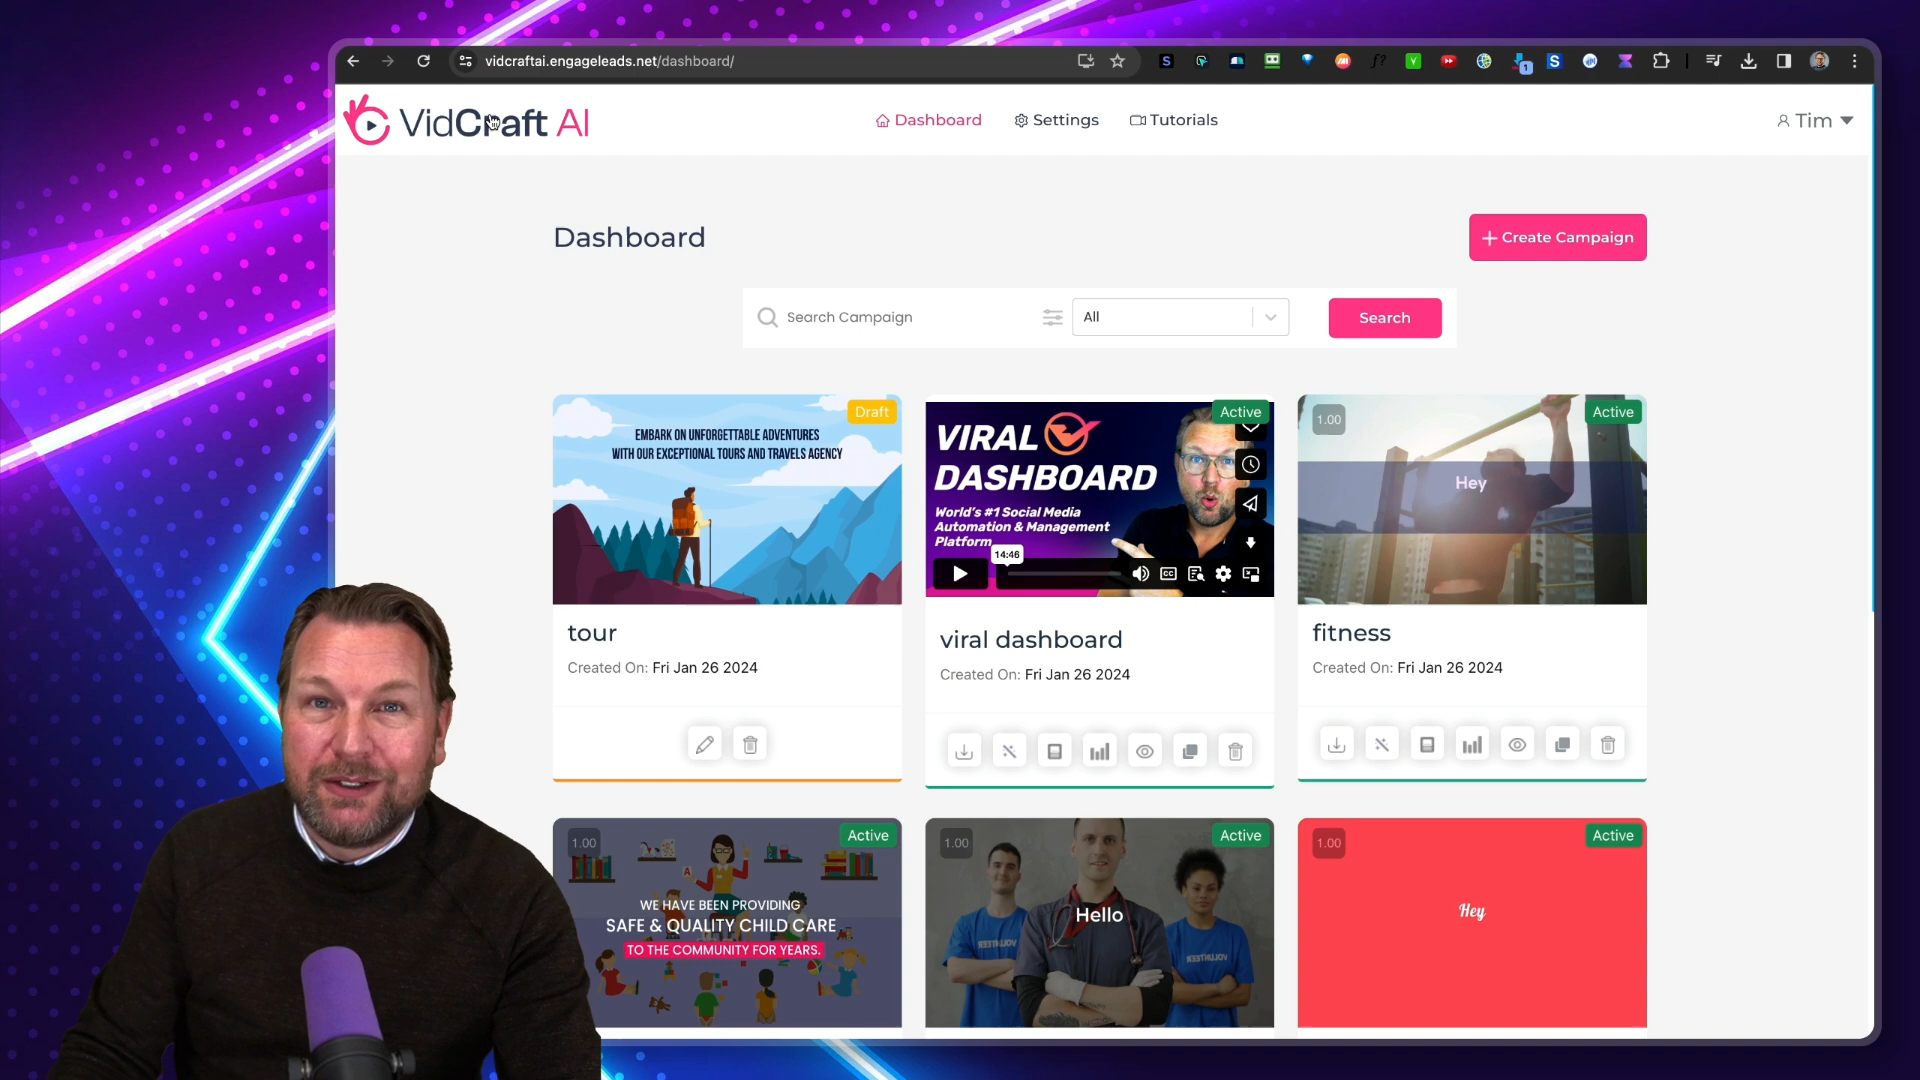 vidcraftai.engageleads.net/dashboard/
VidCraft AI
Dashboard
Settings
Tutorials
Tim
Dashboard
+ Create Campaign
Search Campaign
All
Search
Draft
EMBARK ON UNFORGETTABLE ADVENTURES
WITH OUR EXCEPTIONAL TOURS AND TRAVELS AGENCY
tour
Created On: Fri Jan 26 2024
Active
VIRAL
DASHBOARD
World's #1 Social Media
Automation & Management
Platform
14:46
CC
viral dashboard
Created On: Fri Jan 26 2024
1.00
Active
Hey
fitness
Created On: Fri Jan 26 2024
1.00
Active
A
WE HAVE BEEN PROVIDING
SAFE & QUALITY CHILD CARE
TO THE COMMUNITY FOR YEARS.
1.00
Active
Hello
VOLUNTEER
VOLUNTEER
1.00
Active
Hey